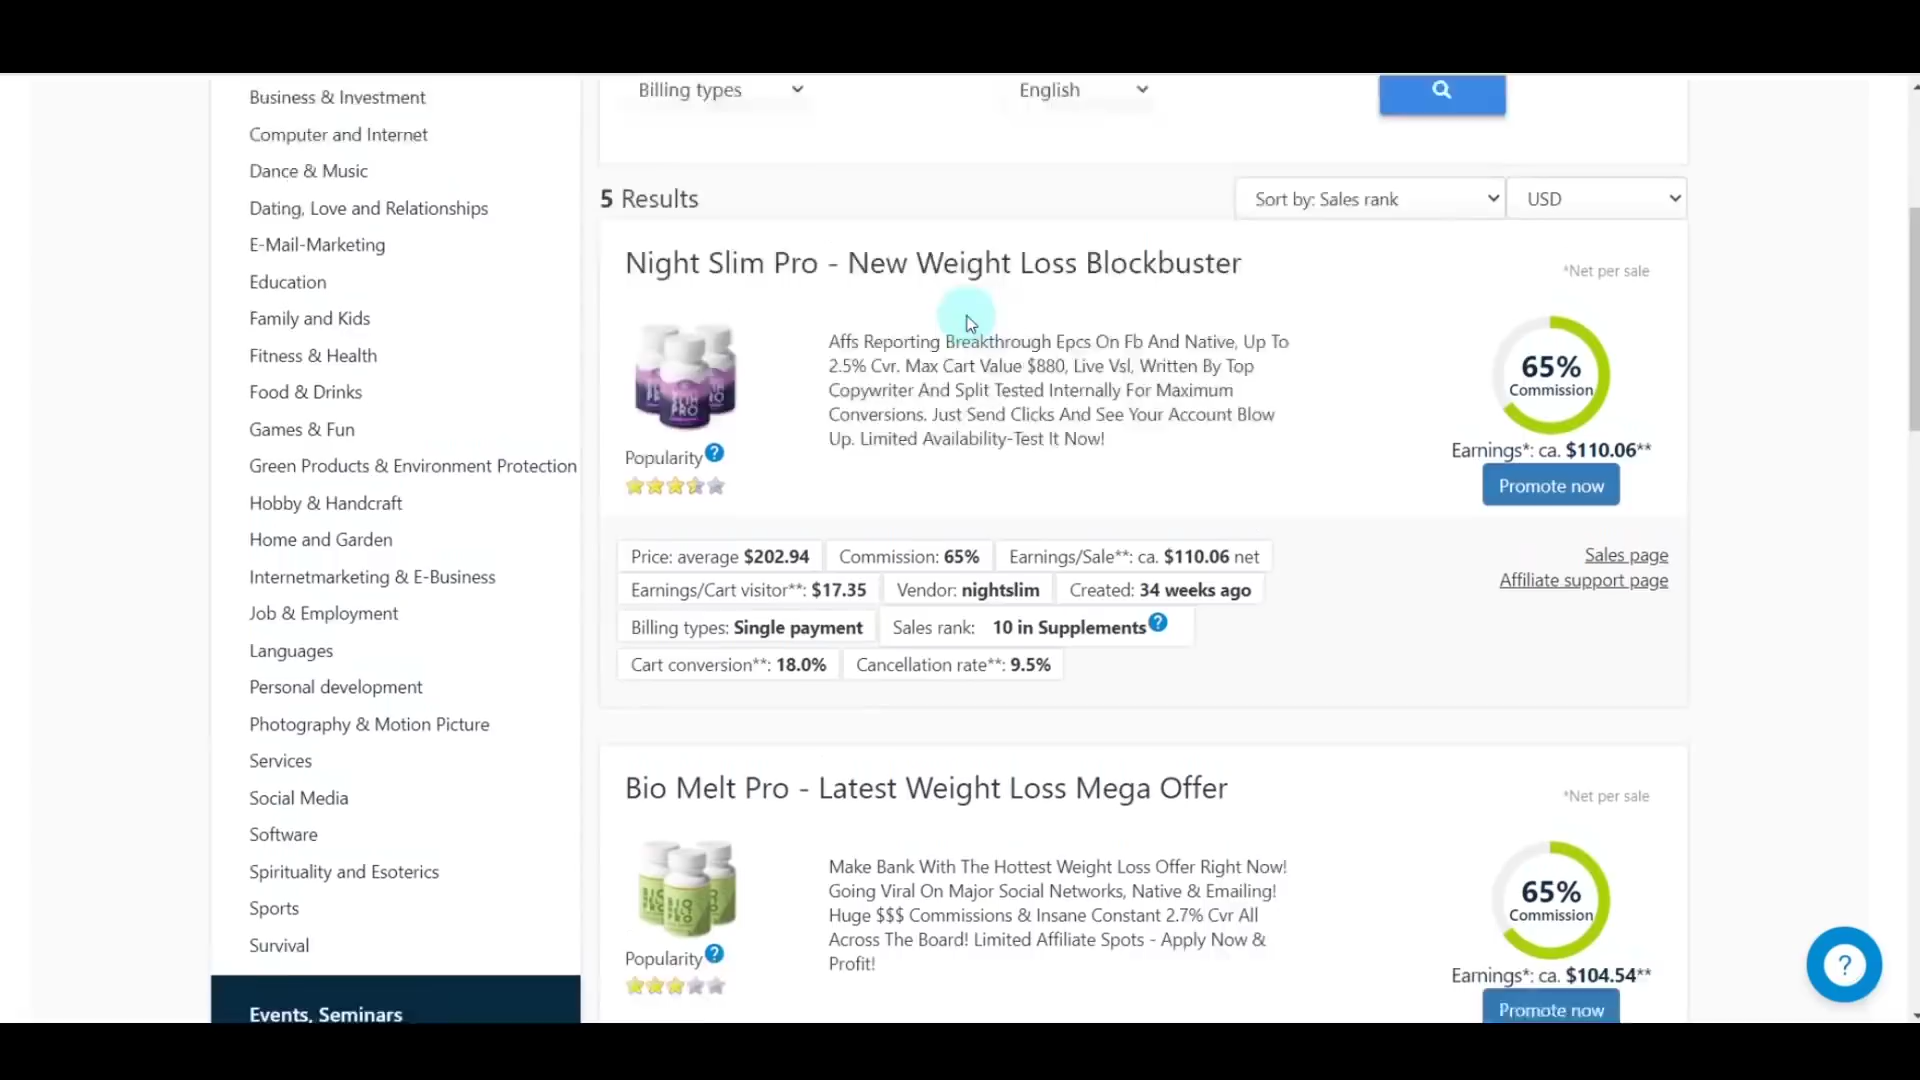 Business & Investment
Computer and Internet
Dance & Music
Dating, Love and Relationships
E-Mail-Marketing
Education
Family and Kids
Fitness & Health
Food & Drinks
Games & Fun
Green Products & Environment Protection
Hobby & Handcraft
Home and Garden
Internetmarketing & E-Business
Job & Employment
Languages
Personal development
Photography & Motion Picture
Services
Social Media
Software
Spirituality and Esoterics
Sports
Survival
Events, Seminars
Billing types
English
5 Results
Sort by: Sales rank
USD
Night Slim Pro - New Weight Loss Blockbuster
*Net per sale
SLIM
PRO
Affs Reporting Breakthrough Epcs On Fb And Native, Up To
2.5% Cvr. Max Cart Value $880, Live Vsl, Written By Top
Copywriter And Split Tested Internally For Maximum
Conversions. Just Send Clicks And See Your Account Blow
Up. Limited Availability-Test It Now!
65%
Commission
Popularity ?
Earnings*: ca. $110.06**
Promote now
Price: average $202.94
Commission: 65%
Earnings/Sale**: ca. $110.06 net
Sales page
Affiliate support page
Earnings/Cart visitor**: $17.35
Vendor: nightslim
Created: 34 weeks ago
Billing types: Single payment
Sales rank: 10 in Supplements ?
Cart conversion**: 18.0%
Cancellation rate**: 9.5%
Bio Melt Pro - Latest Weight Loss Mega Offer
*Net per sale
Make Bank With The Hottest Weight Loss Offer Right Now!
Going Viral On Major Social Networks, Native & Emailing!
Huge $$$ Commissions & Insane Constant 2.7% Cvr All
Across The Board! Limited Affiliate Spots - Apply Now &
Profit!
65%
Commission
Popularity ?
Earnings*: ca. $104.54**
Promote now
?